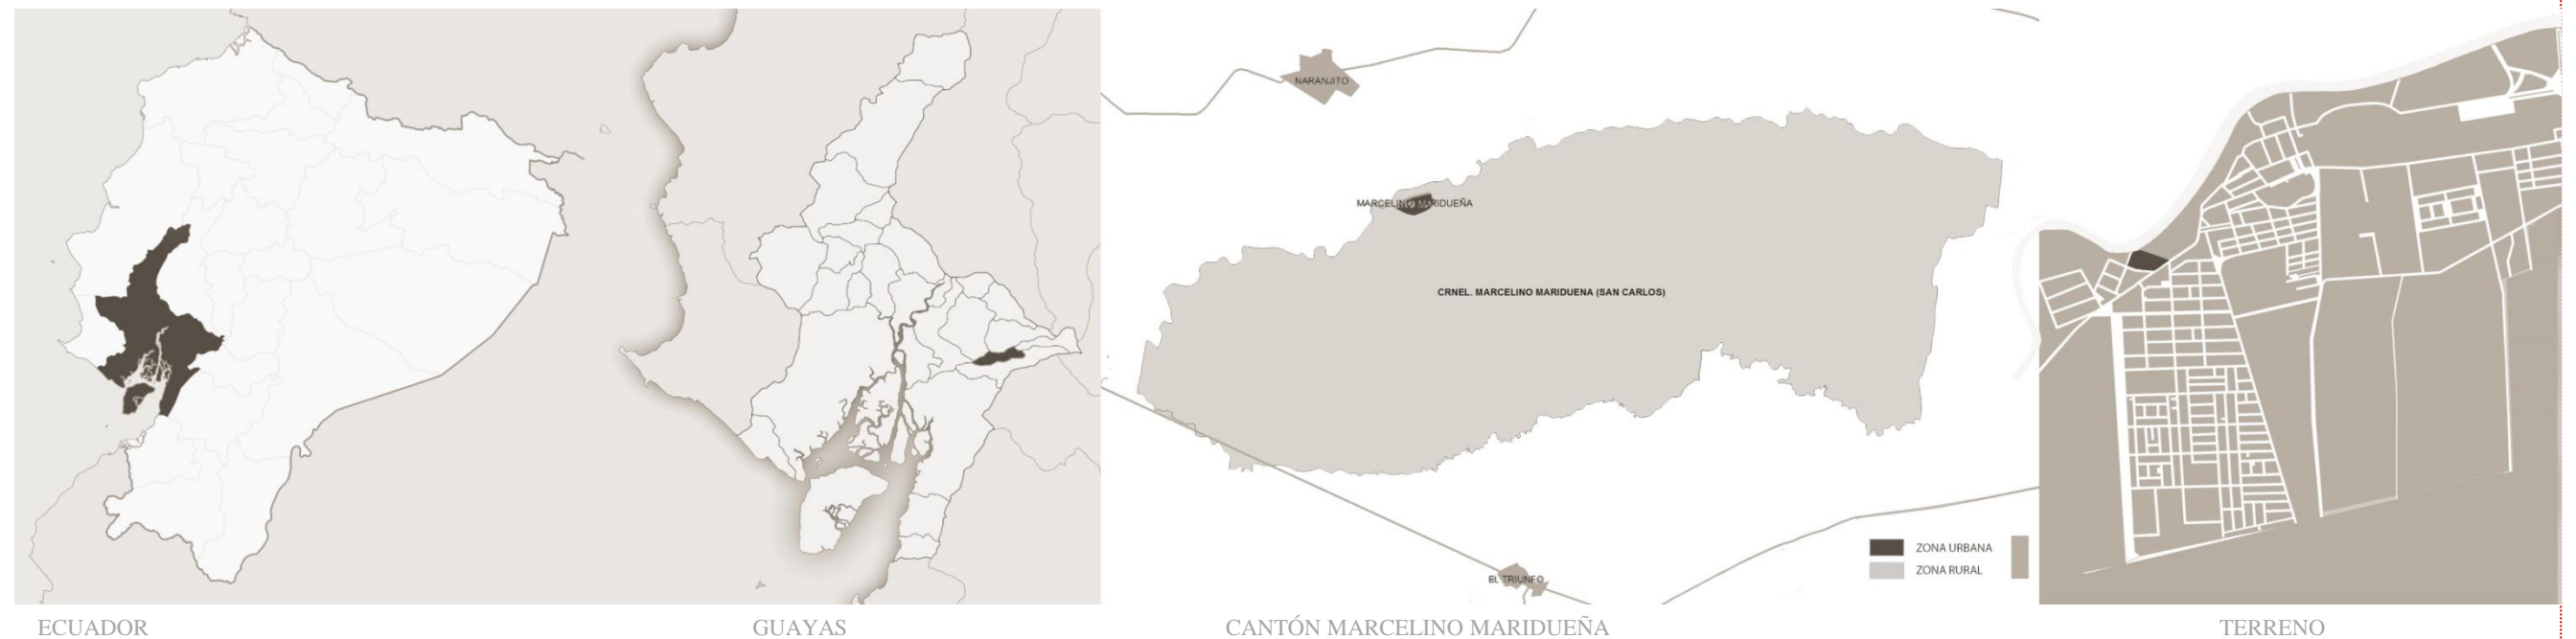 NARANJITO
MARCELINO MARIDUEÑA
CRNEL. MARCELINO MARIDUENA (SAN CARLOS)
EL TRIUNFO
ZONA URBANA
ZONA RURAL
ECUADOR
GUAYAS
CANTÓN MARCELINO MARIDUEÑA
TERRENO